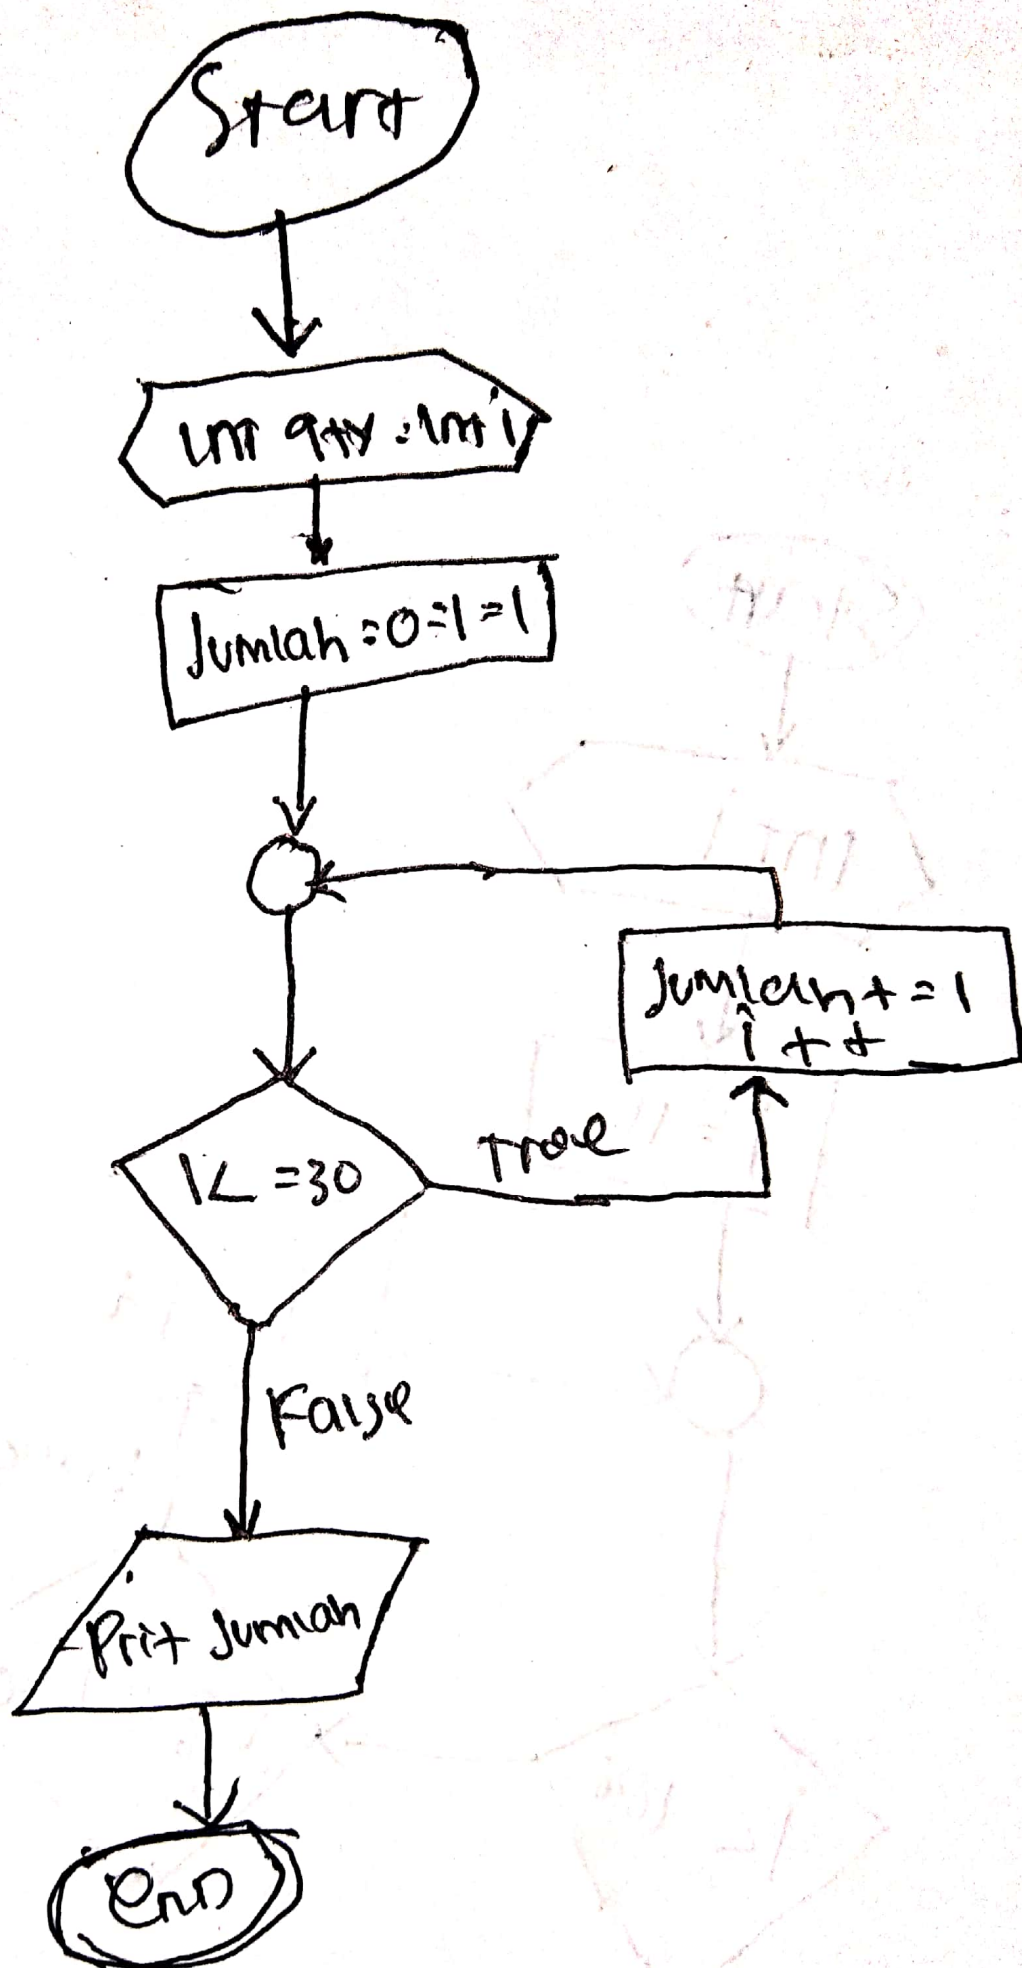 Start
int qty : int i
Jumlah = 0 = 1 = 1
Jumlah + = 1
i + +
I < = 30
True
False
Prit Jumlah
End